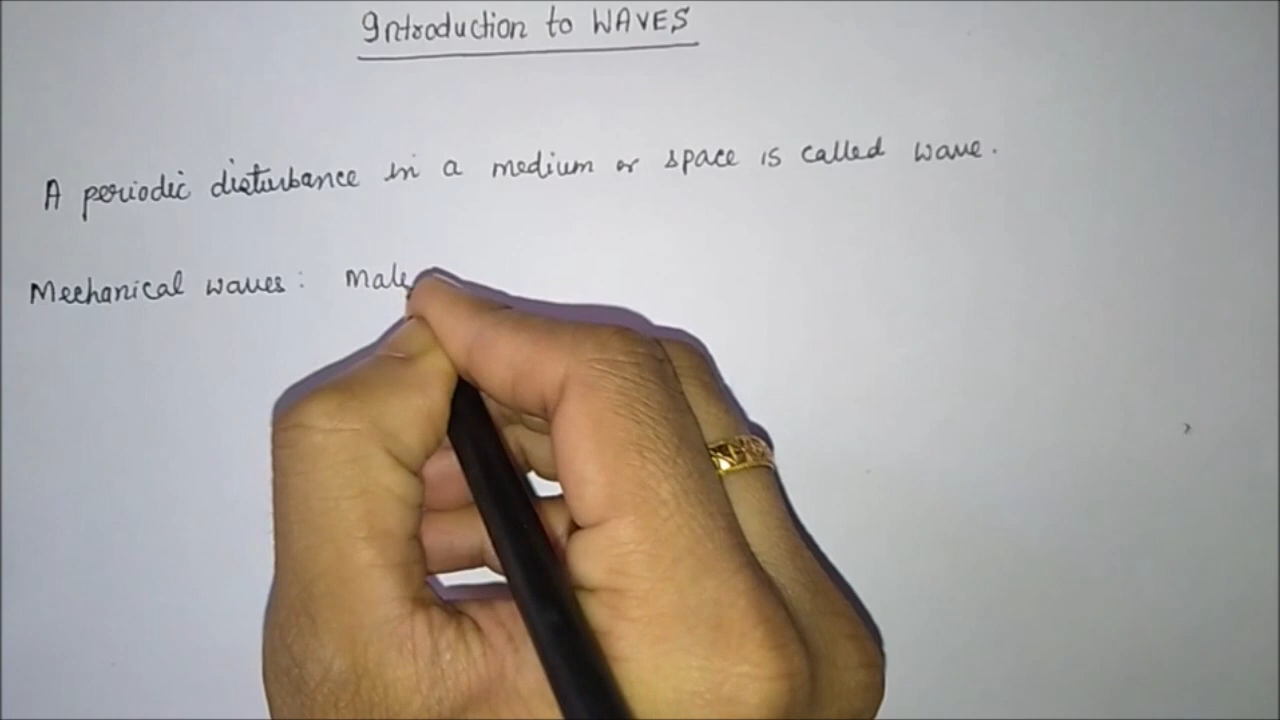 Introduction to WAVES
A periodic disturbance in a medium or space is called wave.
Mechanical waves: